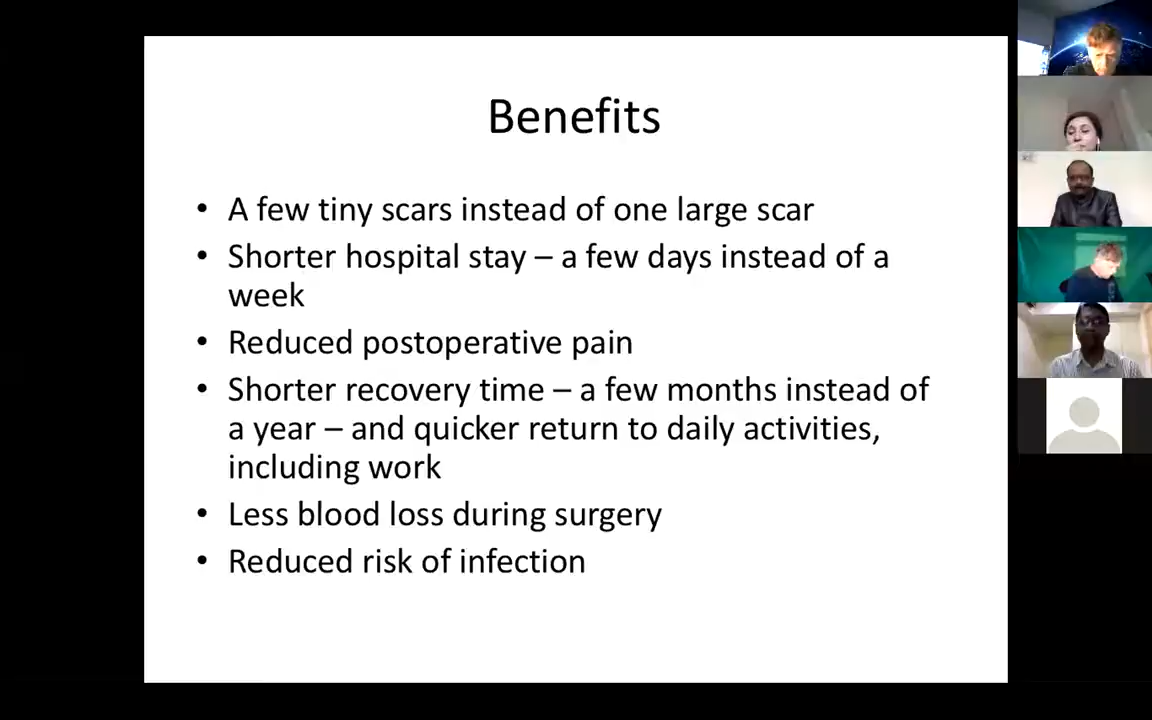 Benefits
• A few tiny scars instead of one large scar
• Shorter hospital stay – a few days instead of a
week
• Reduced postoperative pain
• Shorter recovery time – a few months instead of
a year – and quicker return to daily activities,
including work
• Less blood loss during surgery
• Reduced risk of infection